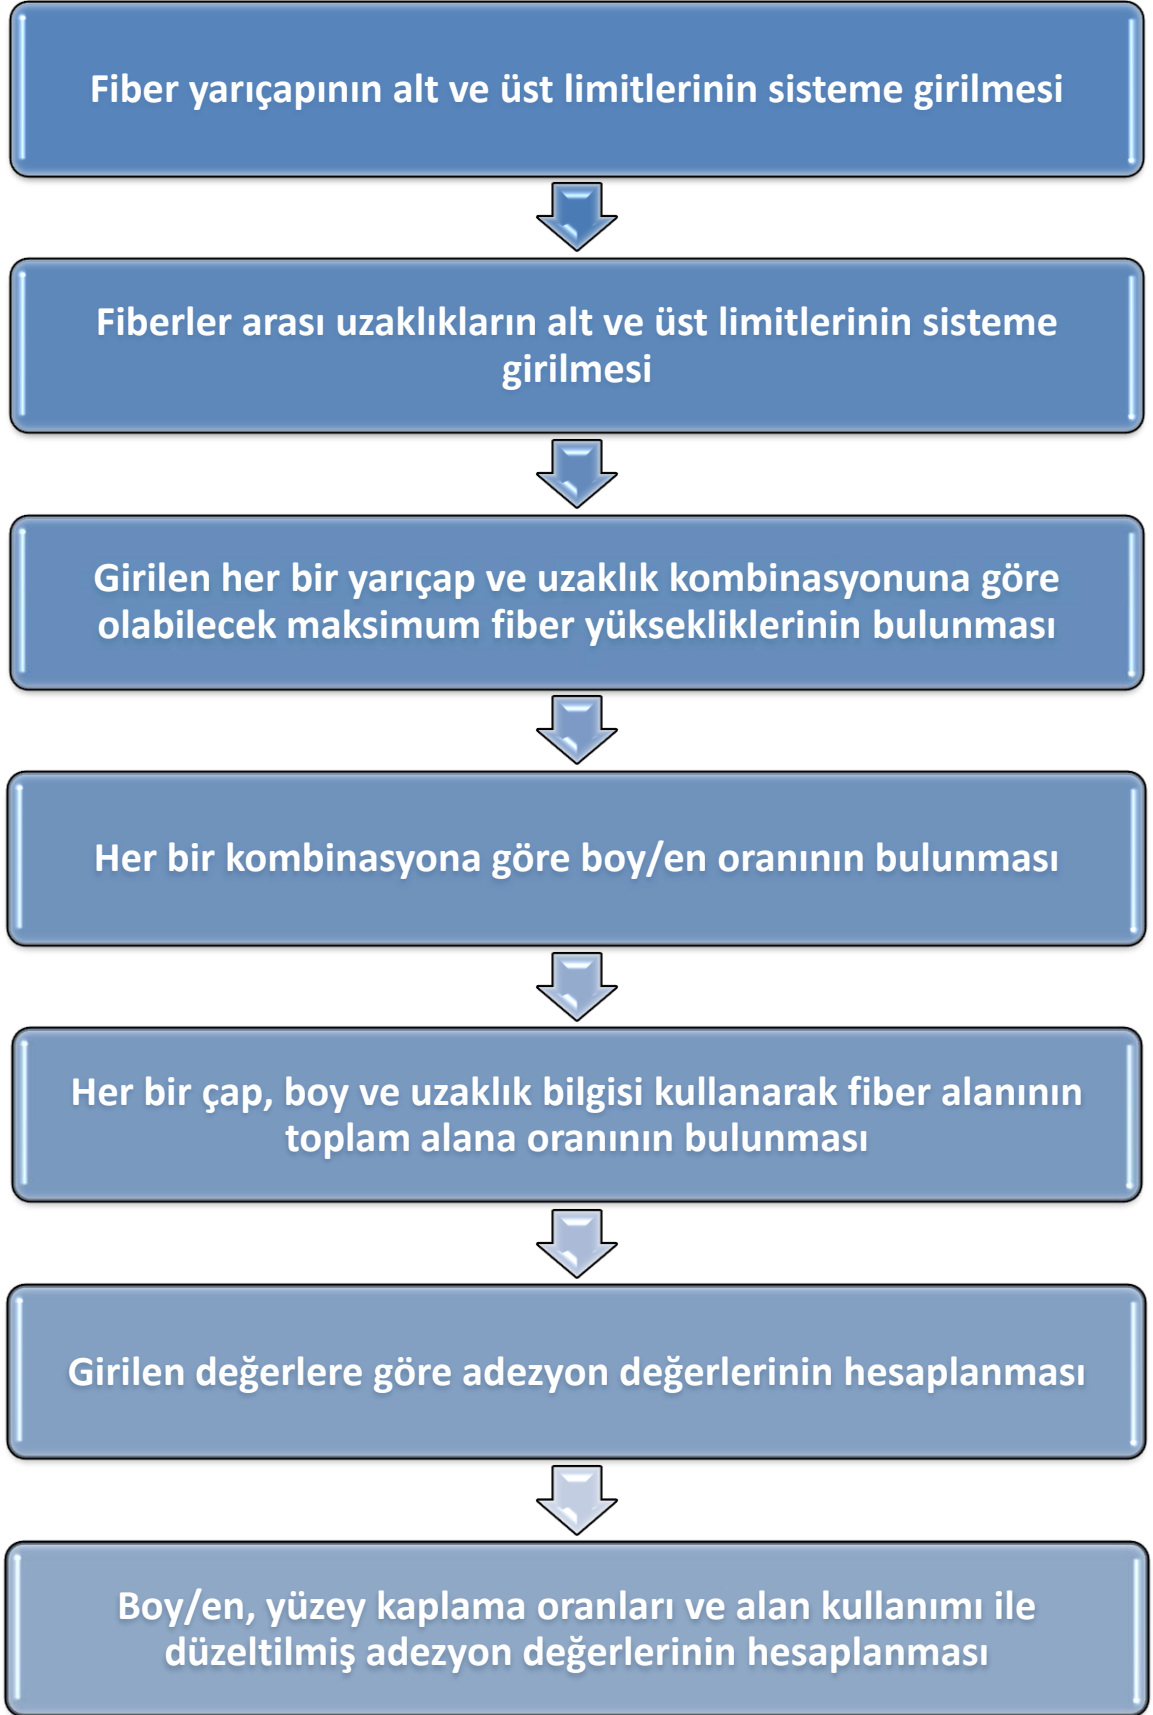 Fiber yarıçapının alt ve üst limitlerinin sisteme girilmesi
Fiberler arası uzaklıkların alt ve üst limitlerinin sisteme
girilmesi
Girilen her bir yarıçap ve uzaklık kombinasyonuna göre
olabilecek maksimum fiber yüksekliklerinin bulunması
Her bir kombinasyona göre boy/en oranının bulunması
Her bir çap, boy ve uzaklık bilgisi kullanarak fiber alanının
toplam alana oranının bulunması
Girilen değerlere göre adezyon değerlerinin hesaplanması
Boy/en, yüzey kaplama oranları ve alan kullanımı ile
düzeltilmiş adezyon değerlerinin hesaplanması